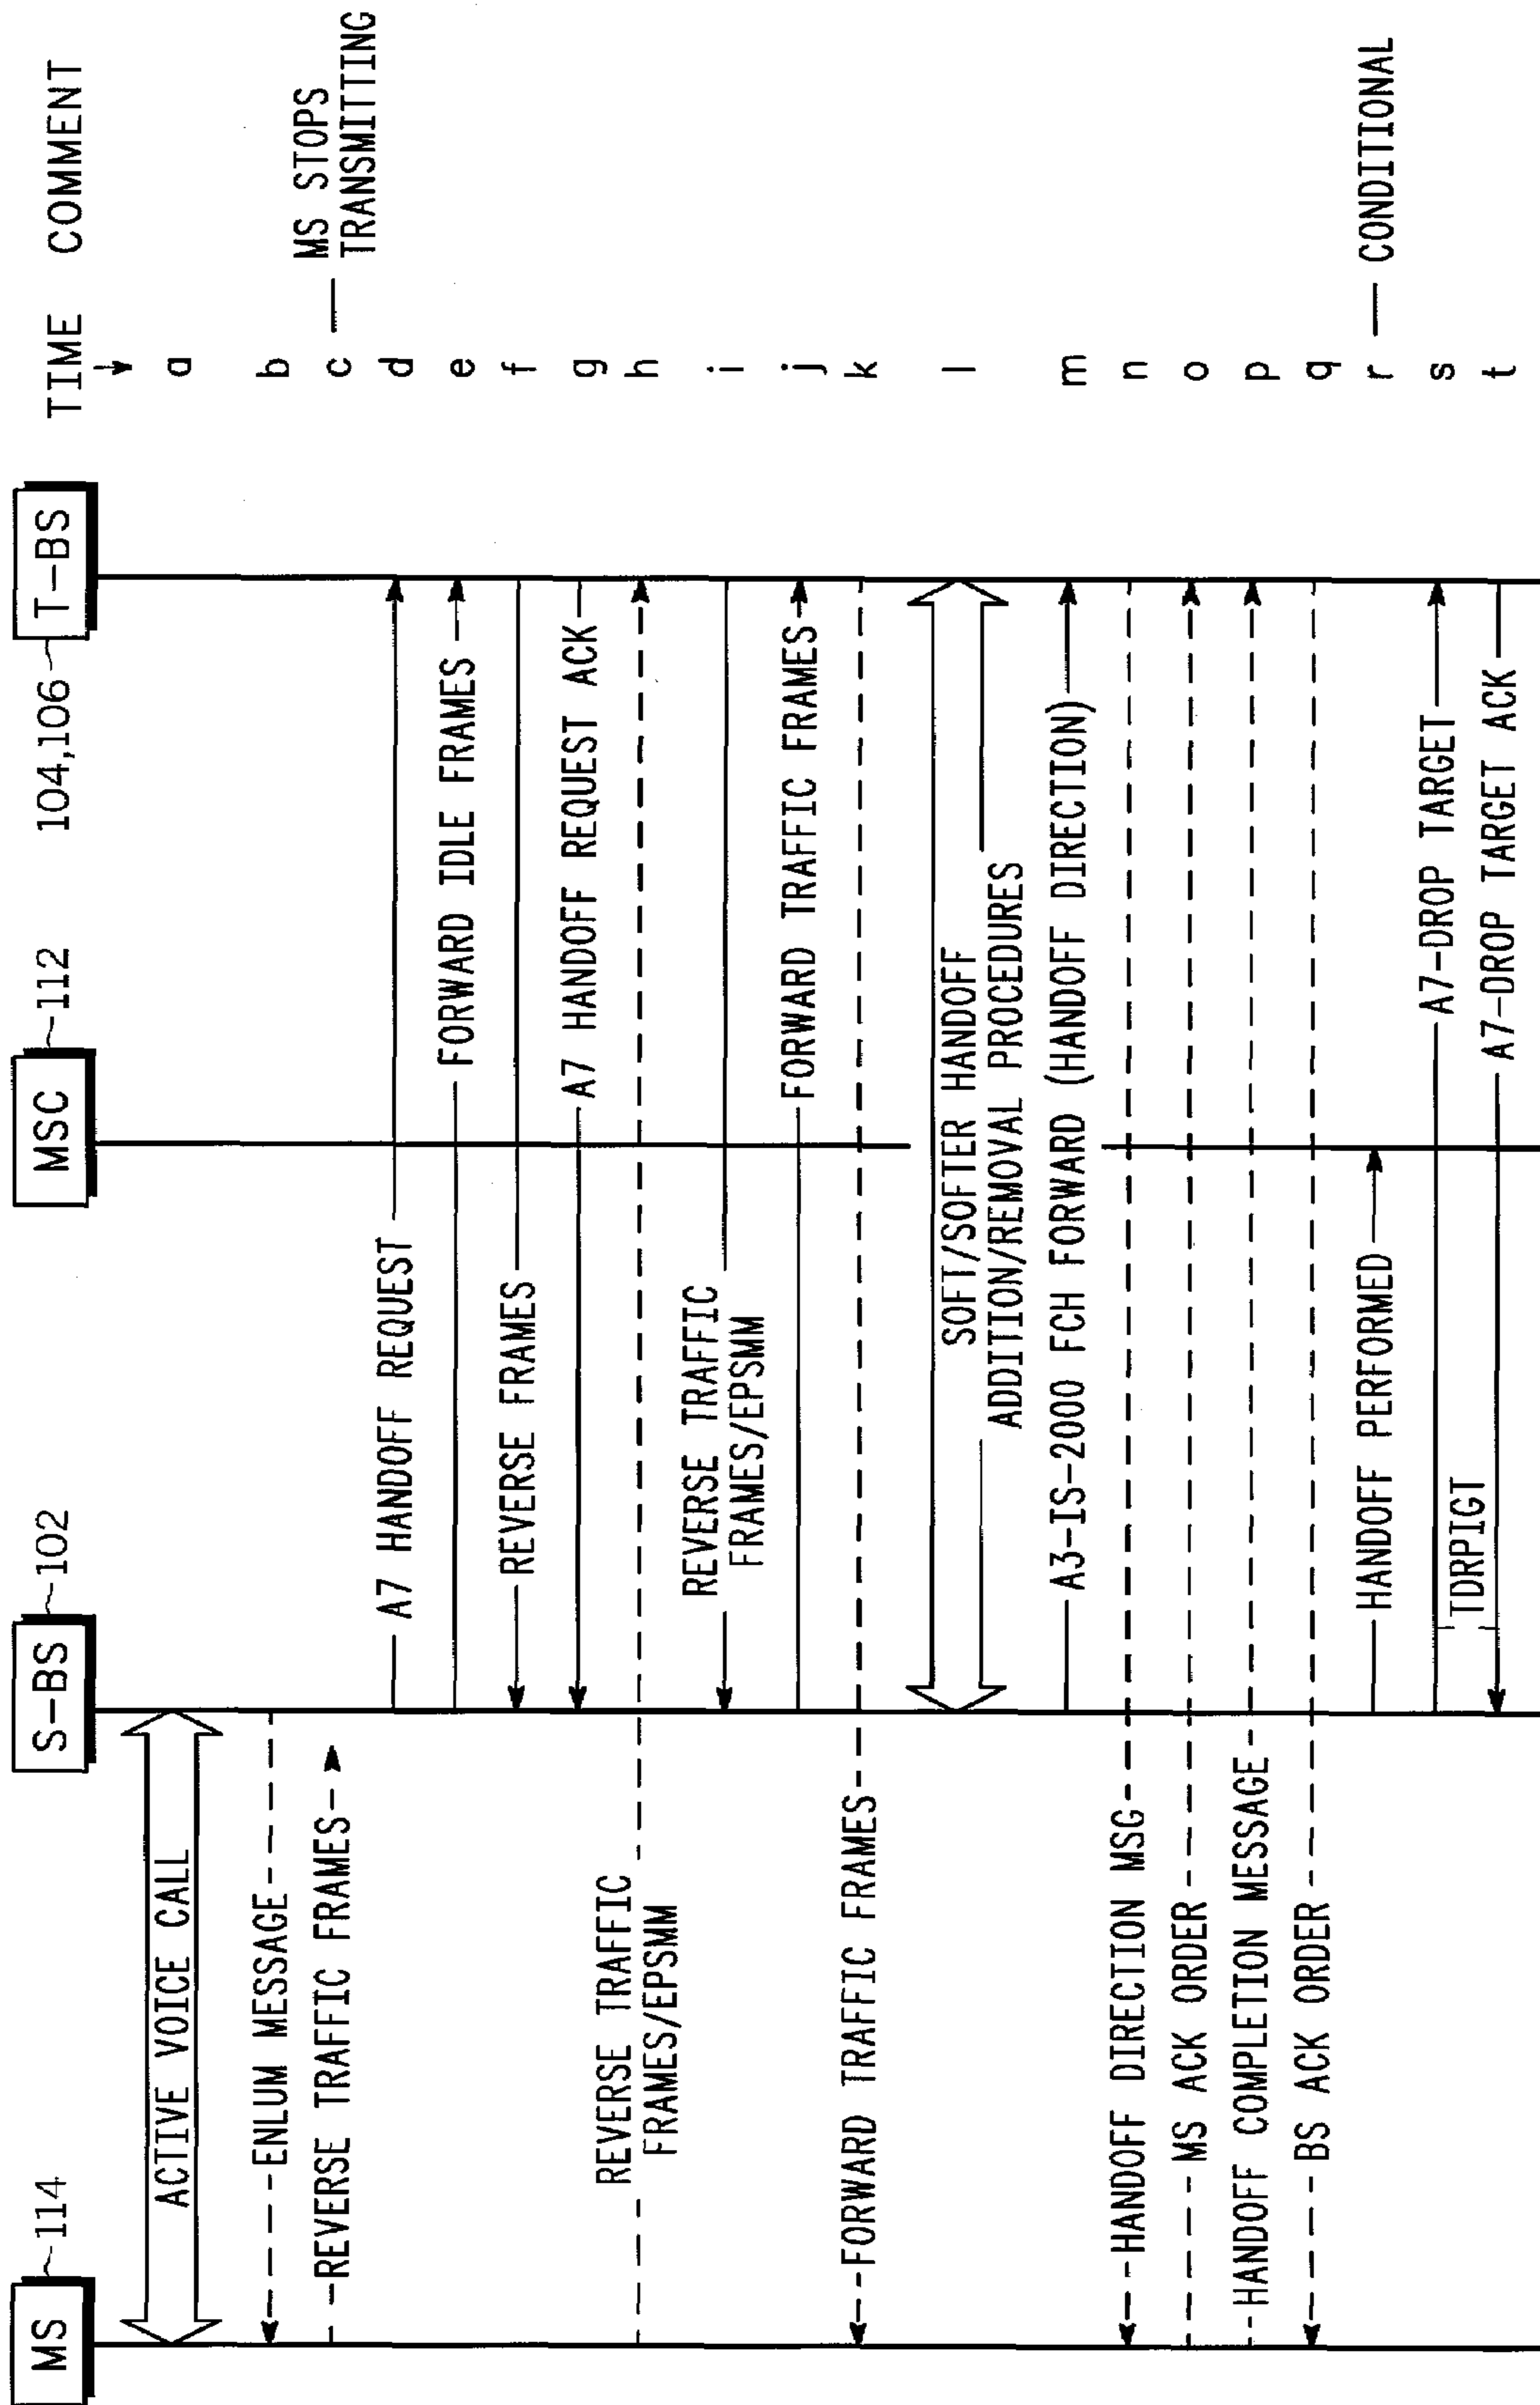 MS 114
S-BS 102
MSC 112
104,106 T-BS
TIME COMMENT
ACTIVE VOICE CALL
a
ENLUM MESSAGE
b
REVERSE TRAFFIC FRAMES
c
MS STOPS
TRANSMITTING
A7 HANDOFF REQUEST
d
FORWARD IDLE FRAMES
e
REVERSE FRAMES
f
A7 HANDOFF REQUEST ACK
g
REVERSE TRAFFIC
FRAMES/EPSMM
h
REVERSE TRAFFIC
FRAMES/EPSMM
i
FORWARD TRAFFIC FRAMES
j
FORWARD TRAFFIC FRAMES
k
SOFT/SOFTER HANDOFF
ADDITION/REMOVAL PROCEDURES
l
A3-IS-2000 FCH FORWARD (HANDOFF DIRECTION)
m
HANDOFF DIRECTION MSG
n
MS ACK ORDER
o
HANDOFF COMPLETION MESSAGE
p
BS ACK ORDER
q
HANDOFF PERFORMED
r
CONDITIONAL
A7-DROP TARGET
s
TDRPIGT
A7-DROP TARGET ACK
t